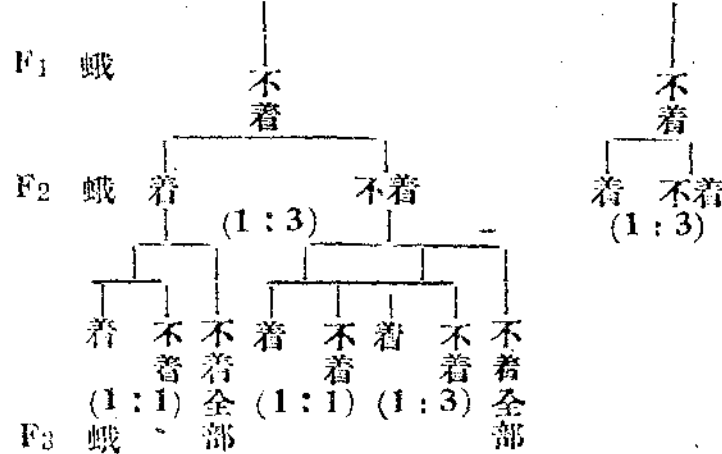 F1 蛾 不着 不着
F2 蛾 着 不着 着 不着
(1:3) (1:3)
着 不着 不着全部 着 不着 着 不着 不着全部
(1:1) (1:1) (1:3)
F3 蛾